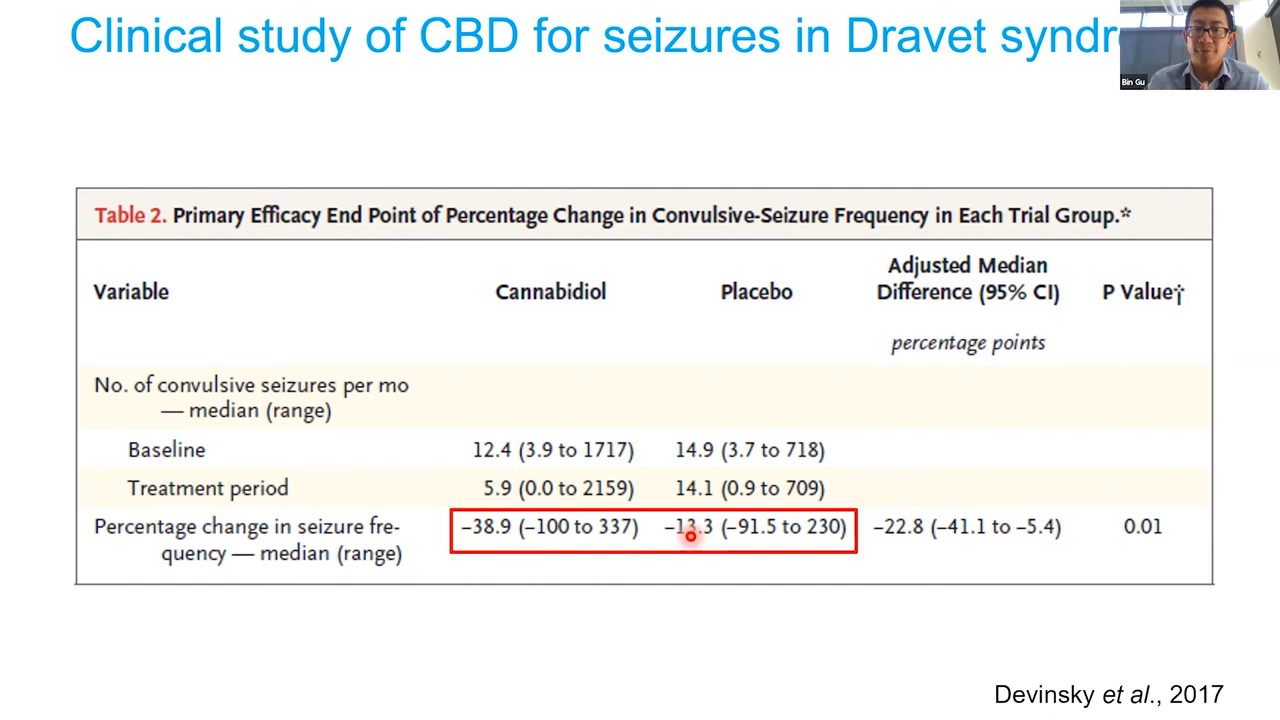 Clinical study of CBD for seizures in Dravet
Bin Gu
Table 2. Primary Efficacy End Point of Percentage Change in Convulsive-Seizure Frequency in Each Trial Group.*
Variable Cannabidiol Placebo Adjusted Median Difference (95% CI) P Value†
percentage points
No. of convulsive seizures per mo
— median (range)
Baseline 12.4 (3.9 to 1717) 14.9 (3.7 to 718)
Treatment period 5.9 (0.0 to 2159) 14.1 (0.9 to 709)
Percentage change in seizure fre- −38.9 (−100 to 337) −13.3 (−91.5 to 230) −22.8 (−41.1 to −5.4) 0.01
quency — median (range)
Devinsky et al., 2017